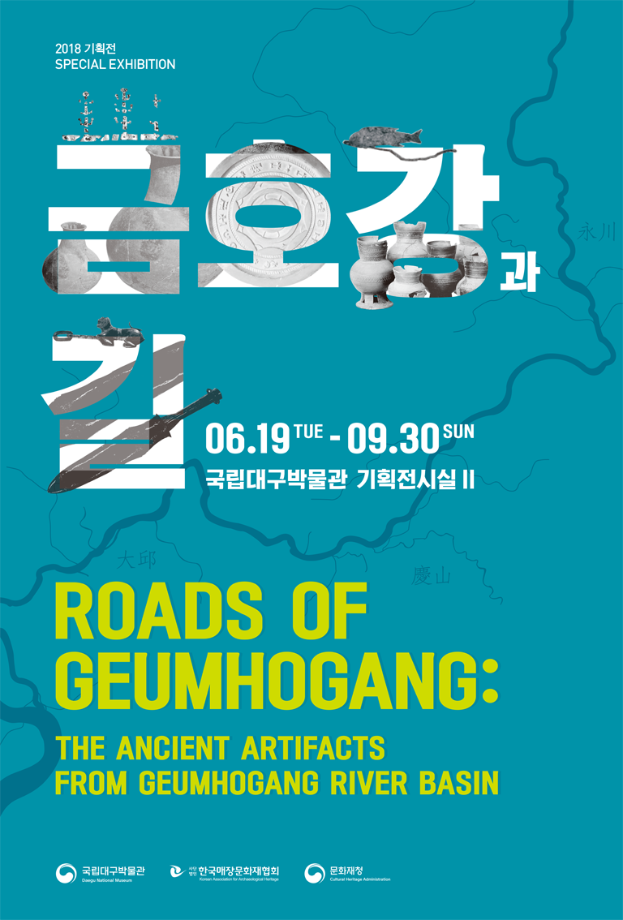 2018 기획전
SPECIAL EXHIBITION
금호강과
길
永川
06.19 TUE - 09.30 SUN
국립대구박물관 기획전시실 II
大邱
慶山
ROADS OF
GEUMHOGANG:
THE ANCIENT ARTIFACTS
FROM GEUMHOGANG RIVER BASIN
국립대구박물관
Daegu National Museum
사단법인 한국매장문화재협회
Korean Association for Archaeological Heritage
문화재청
Cultural Heritage Administration